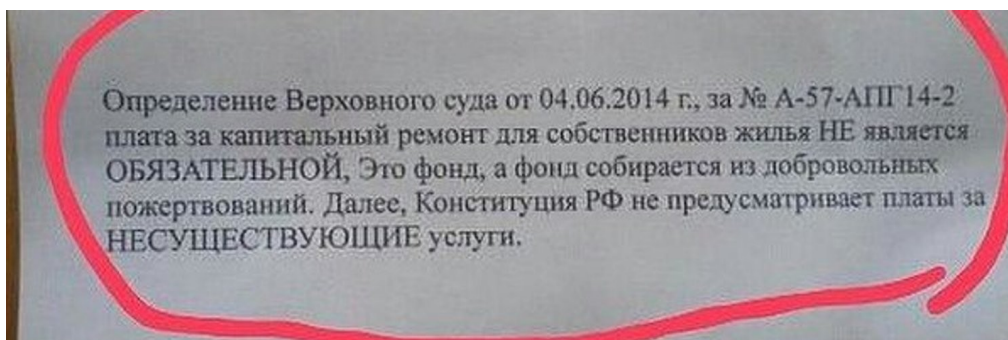 Определение Верховного суда от 04.06.2014 г., за № А-57-АПГ14-2
плата за капитальный ремонт для собственников жилья НЕ является
ОБЯЗАТЕЛЬНОЙ, Это фонд, а фонд собирается из добровольных
пожертвований. Далее, Конституция РФ не предусматривает платы за
НЕСУЩЕСТВУЮЩИЕ услуги.